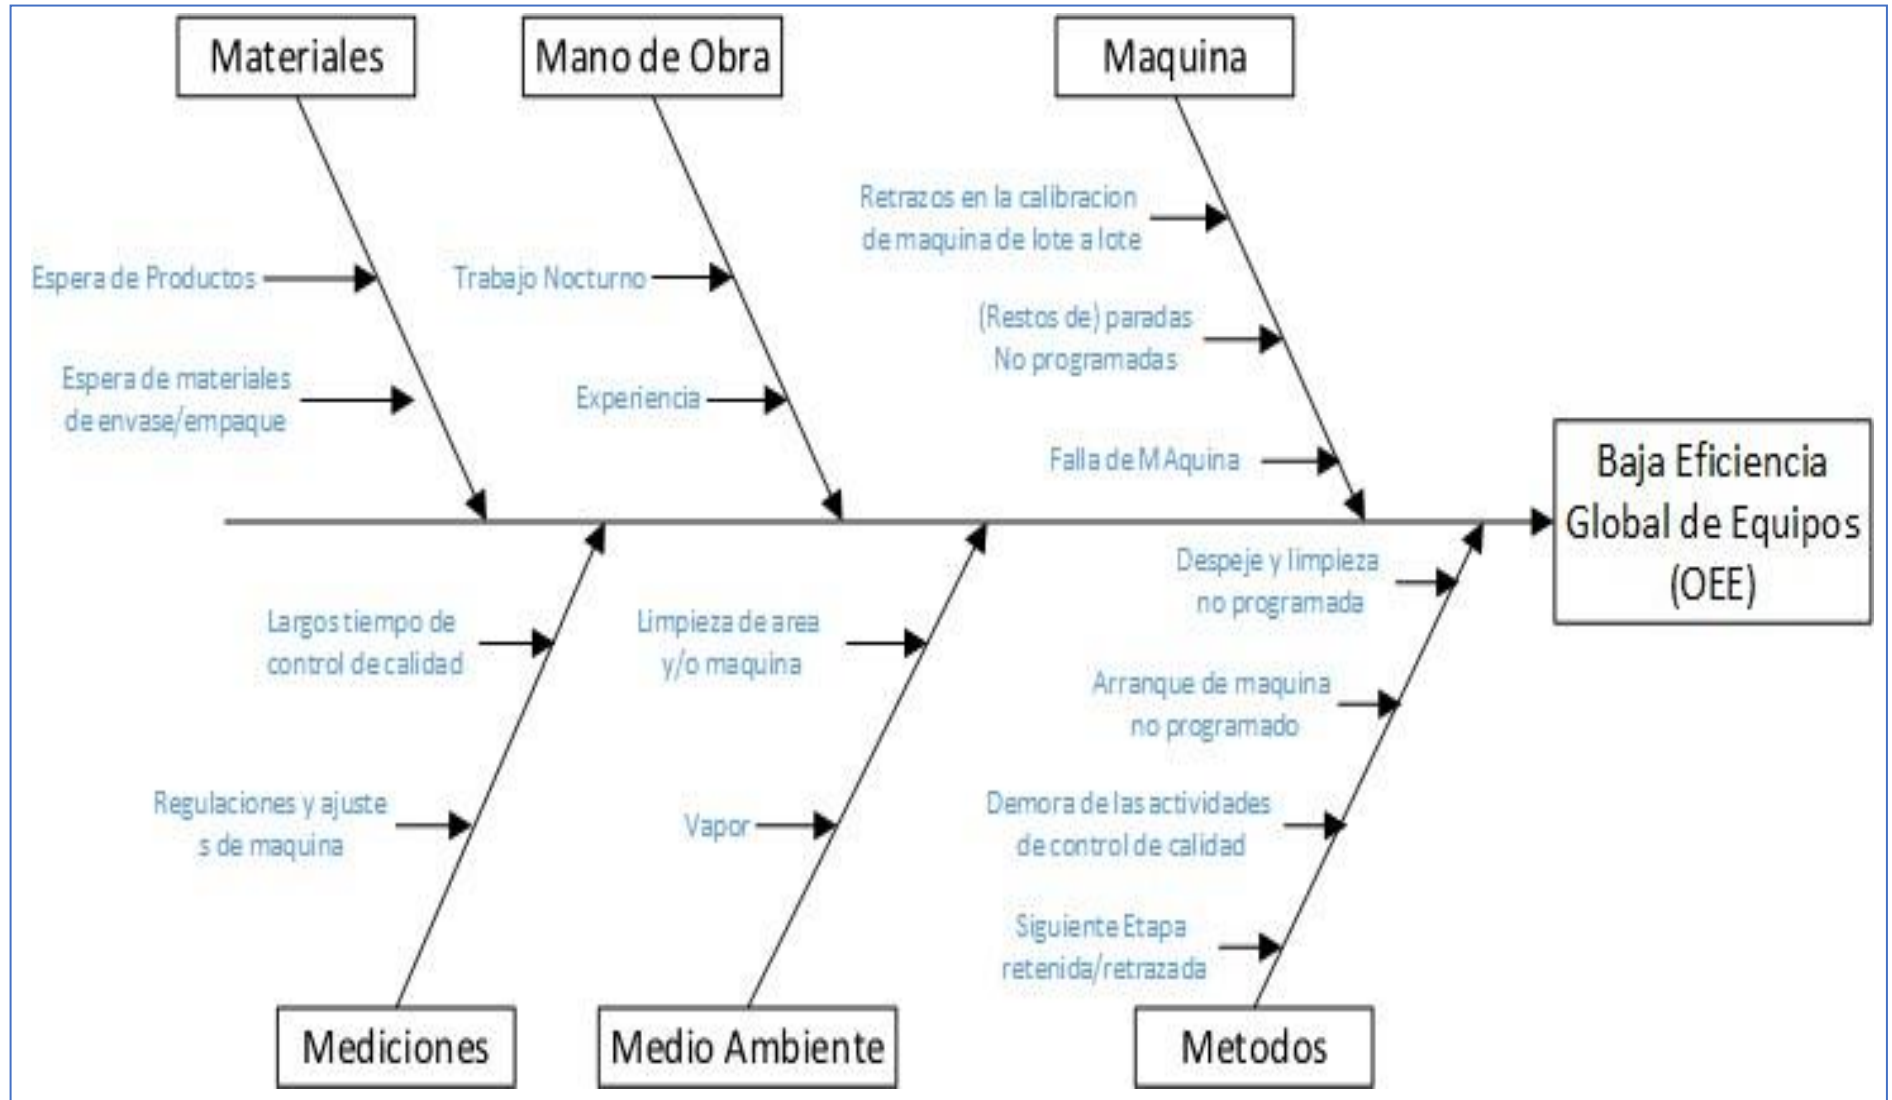 Materiales
Mano de Obra
Maquina
Retrazos en la calibracion
de maquina de lote a lote
Espera de Productos
Trabajo Nocturno
(Restos de) paradas
No programadas
Espera de materiales
de envase/empaque
Experiencia
Falla de MAquina
Baja Eficiencia
Global de Equipos
(OEE)
Despeje y limpieza
no programada
Largos tiempo de
control de calidad
Limpieza de area
y/o maquina
Arranque de maquina
no programado
Regulaciones y ajuste
s de maquina
Vapor
Demora de las actividades
de control de calidad
Siguiente Etapa
retenida/retrazada
Mediciones
Medio Ambiente
Metodos